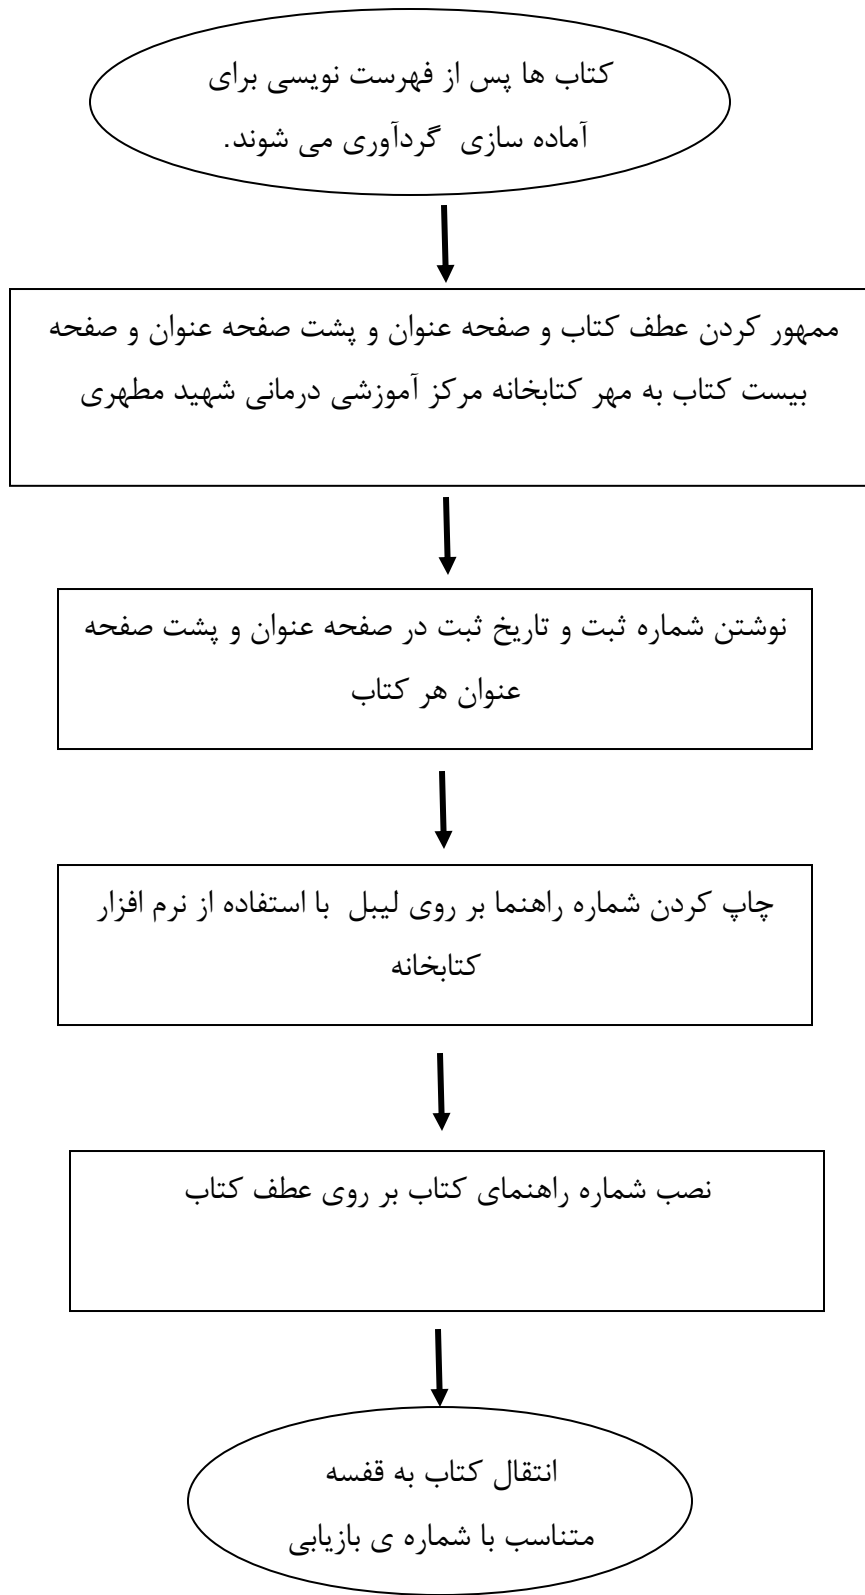 کتاب ها پس از فهرست نویسی برای
آماده سازی  گردآوری می شوند.
ممهور کردن عطف کتاب و صفحه عنوان و پشت صفحه عنوان و صفحه
بیست کتاب به مهر کتابخانه مرکز آموزشی درمانی شهید مطهری
نوشتن شماره ثبت و تاریخ ثبت در صفحه عنوان و پشت صفحه
عنوان هر کتاب
چاپ کردن شماره راهنما بر روی لیبل  با استفاده از نرم افزار
کتابخانه
نصب شماره راهنمای کتاب بر روی عطف کتاب
انتقال کتاب به قفسه
متناسب با شماره ی بازیابی